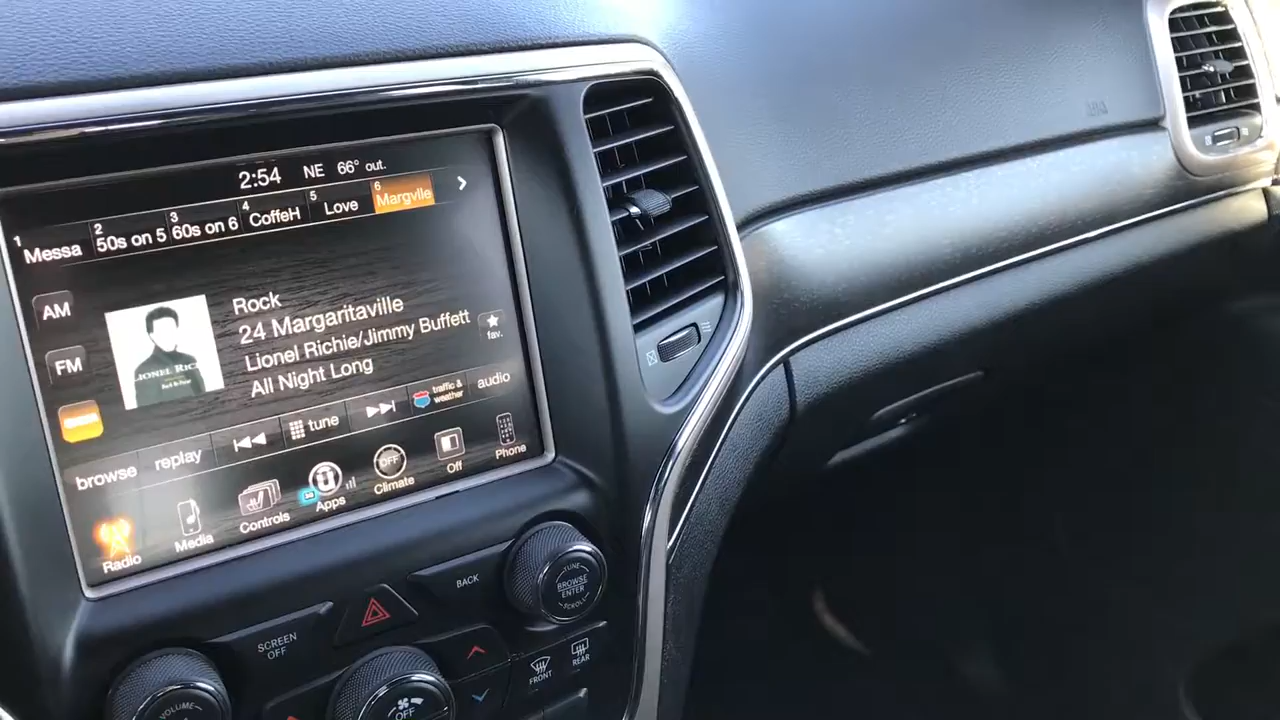 2:54 NE 66° out.
1 Messa 2 50s on 5 3 60s on 6 4 CoffeH 5 Love 6 Margvlle
AM
FM
Rock
24 Margaritaville
Lionel Richie/Jimmy Buffett
All Night Long
fav.
LIONEL RIC
browse replay tune traffic & weather audio
Radio Media Controls Apps OFF Climate Off Phone
BACK
TUNE
BROWSE
ENTER
SCROLL
SCREEN
OFF
FRONT REAR
VOLUME
OFF